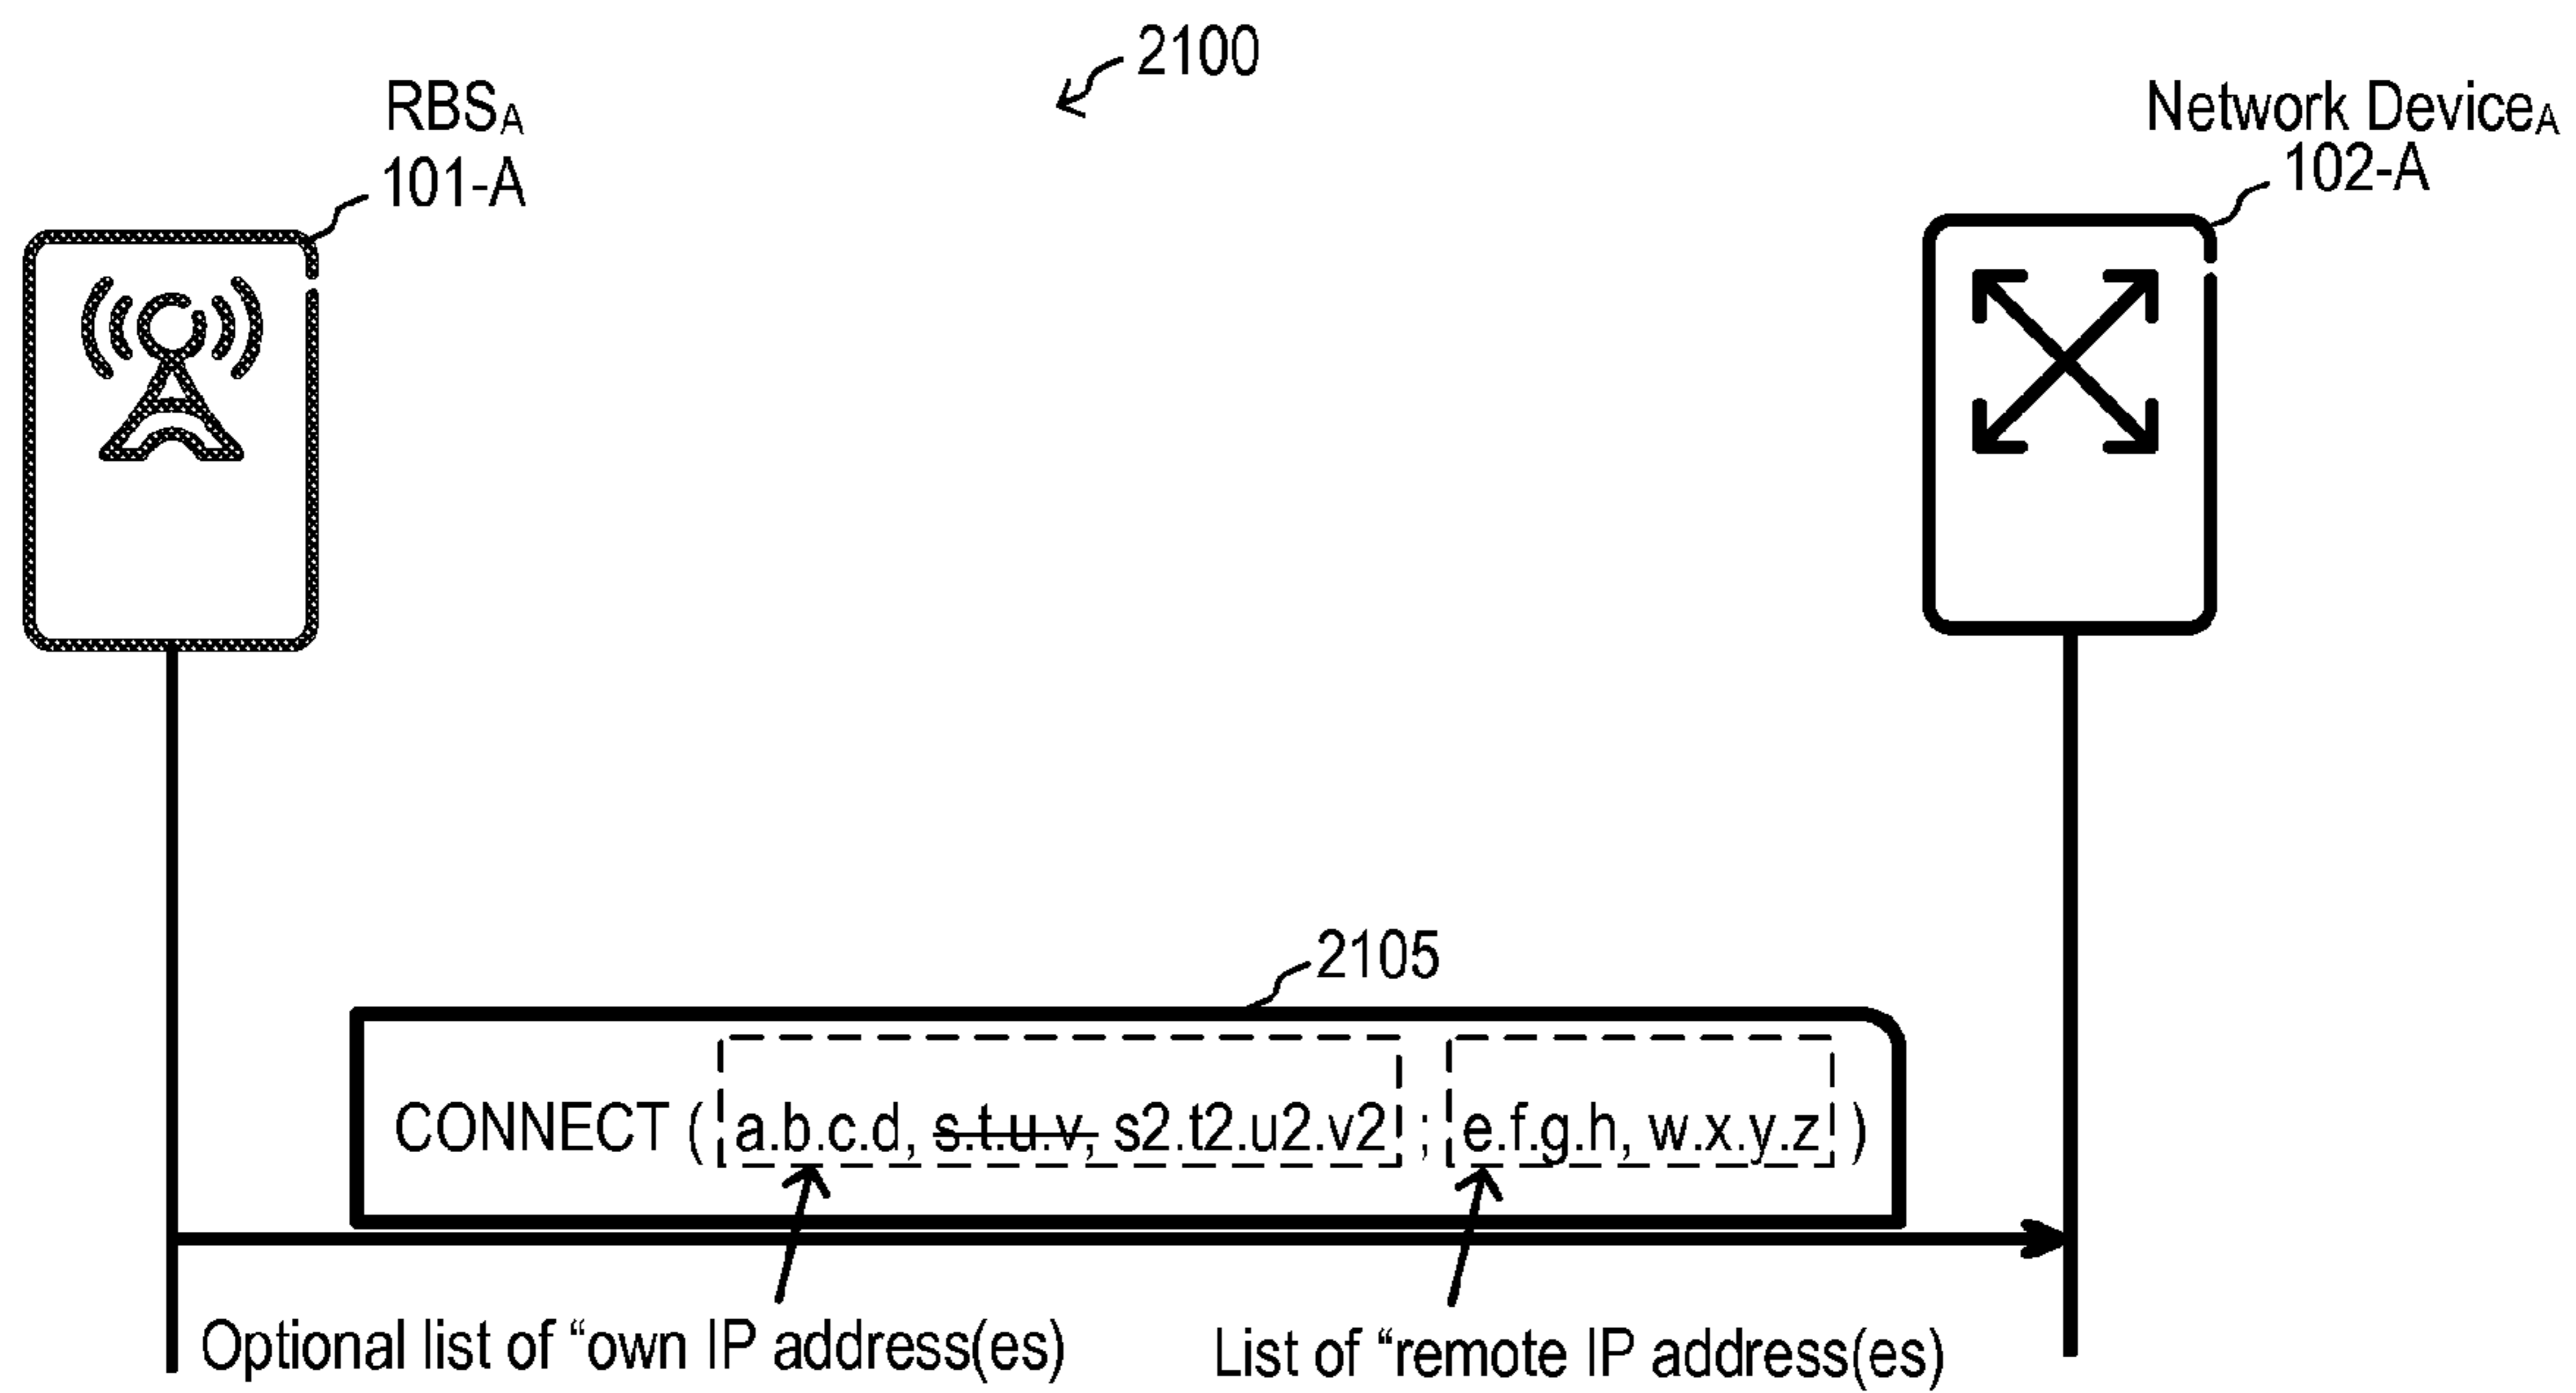 2100
RBSA
101-A
Network DeviceA
102-A
2105
CONNECT ( a.b.c.d, s.t.u.v, s2.t2.u2.v2 ; e.f.g.h, w.x.y.z )
Optional list of “own IP address(es)
List of “remote IP address(es)